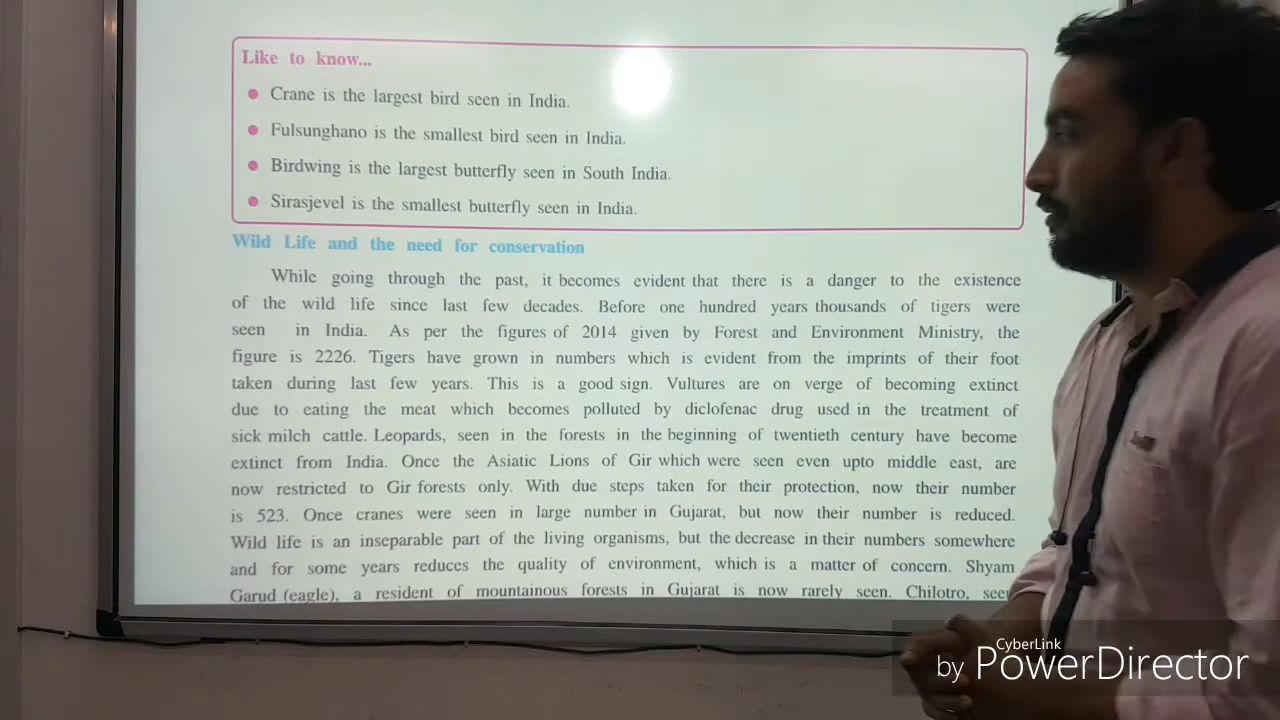 Like to know...
Crane is the largest bird seen in India.
Fulsunghano is the smallest bird seen in India.
Birdwing is the largest butterfly seen in South India.
Sirasjevel is the smallest butterfly seen in India.
Wild Life and the need for conservation
While going through the past, it becomes evident that there is a danger to the existence
of the wild life since last few decades. Before one hundred years thousands of tigers were
seen in India. As per the figures of 2014 given by Forest and Environment Ministry, the
figure is 2226. Tigers have grown in numbers which is evident from the imprints of their foot
taken during last few years. This is a good sign. Vultures are on verge of becoming extinct
due to eating the meat which becomes polluted by diclofenac drug used in the treatment of
sick milch cattle. Leopards, seen in the forests in the beginning of twentieth century have become
extinct from India. Once the Asiatic Lions of Gir which were seen even upto middle east, are
now restricted to Gir forests only. With due steps taken for their protection, now their number
is 523. Once cranes were seen in large number in Gujarat, but now their number is reduced.
Wild life is an inseparable part of the living organisms, but the decrease in their numbers somewhere
and for some years reduces the quality of environment, which is a matter of concern. Shyam
Garud (eagle), a resident of mountainous forests in Gujarat is now rarely seen. Chilotro,
CyberLink
by PowerDirector